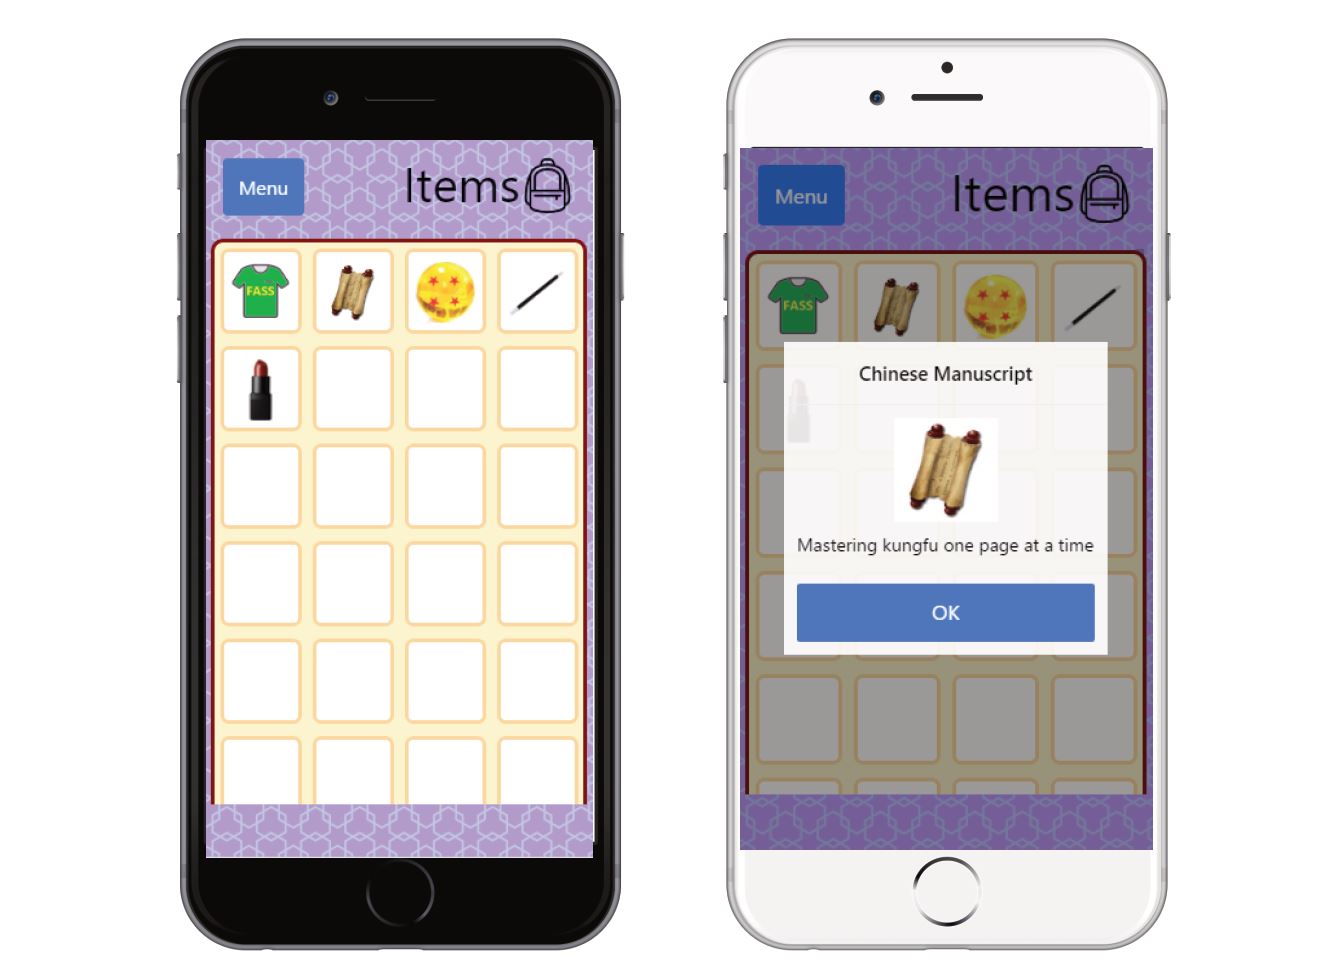 Menu
Items
FASS
Menu
Items
FASS
Chinese Manuscript
Mastering kungfu one page at a time
OK